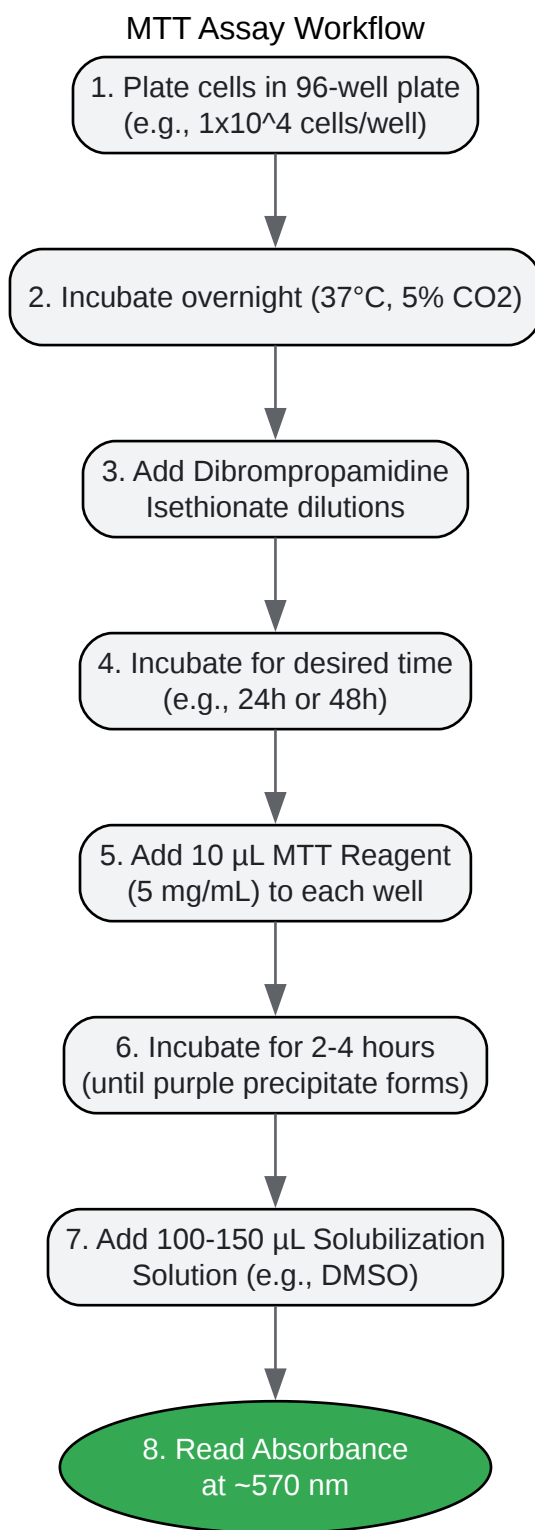 MTT Assay Workflow
1. Plate cells in 96-well plate
(e.g., 1x10^4 cells/well)
2. Incubate overnight (37°C, 5% CO2)
3. Add Dibrompropamidine
Isethionate dilutions
4. Incubate for desired time
(e.g., 24h or 48h)
5. Add 10 µL MTT Reagent
(5 mg/mL) to each well
6. Incubate for 2-4 hours
(until purple precipitate forms)
7. Add 100-150 µL Solubilization
Solution (e.g., DMSO)
8. Read Absorbance
at ~570 nm